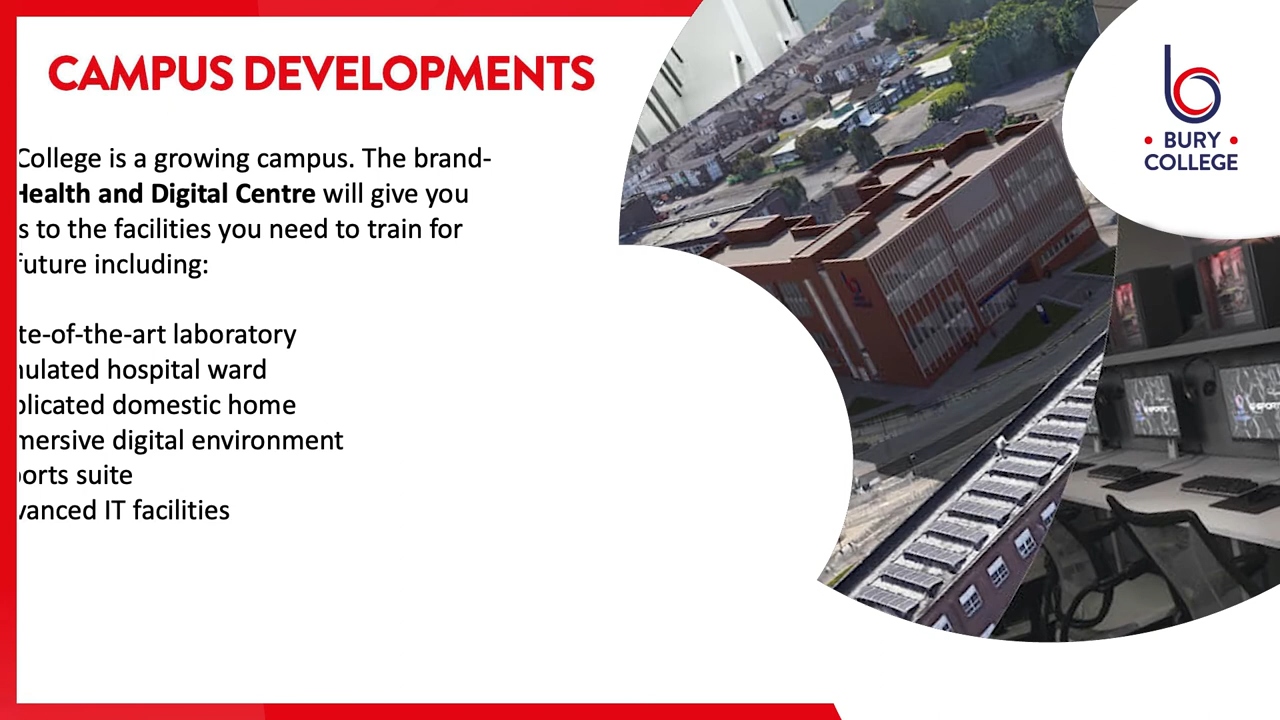 CAMPUS DEVELOPMENTS
College is a growing campus. The brand-
Health and Digital Centre will give you
s to the facilities you need to train for
future including:
te-of-the-art laboratory
ulated hospital ward
plicated domestic home
mersive digital environment
ports suite
vanced IT facilities
• BURY •
COLLEGE